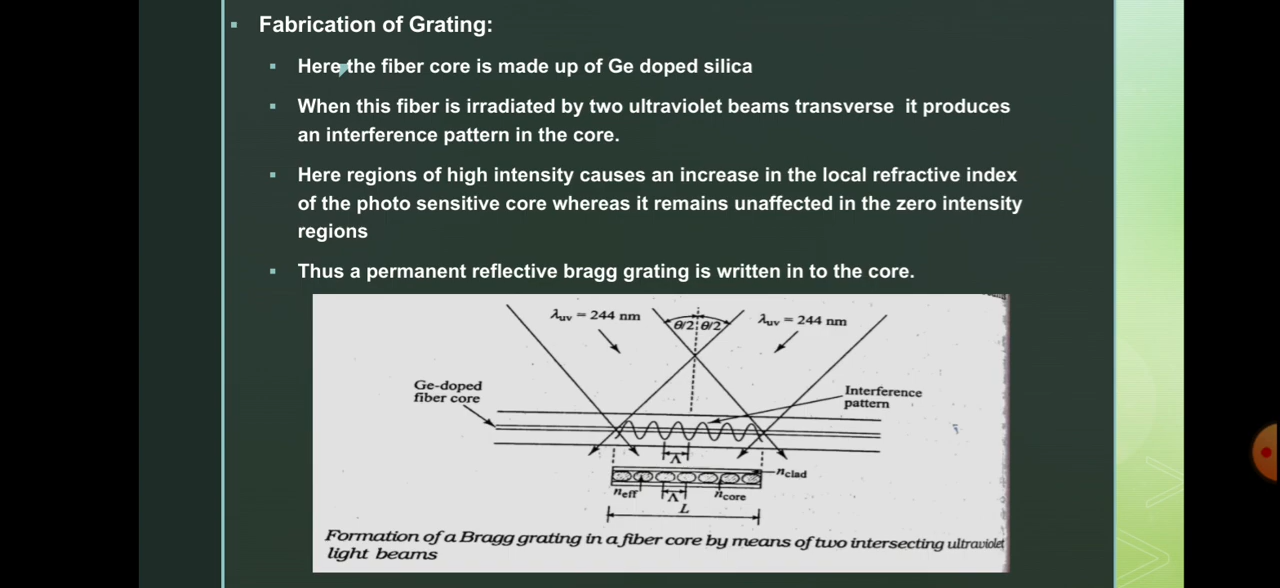 Fabrication of Grating:
Here the fiber core is made up of Ge doped silica
When this fiber is irradiated by two ultraviolet beams transverse it produces
an interference pattern in the core.
Here regions of high intensity causes an increase in the local refractive index
of the photo sensitive core whereas it remains unaffected in the zero intensity
regions
Thus a permanent reflective bragg grating is written in to the core.
λuv = 244 nm
θ/2 θ/2
λuv = 244 nm
Ge-doped
fiber core
Interference
pattern
Λ
nclad
neff
Λ
ncore
L
Formation of a Bragg grating in a fiber core by means of two intersecting ultraviolet
light beams